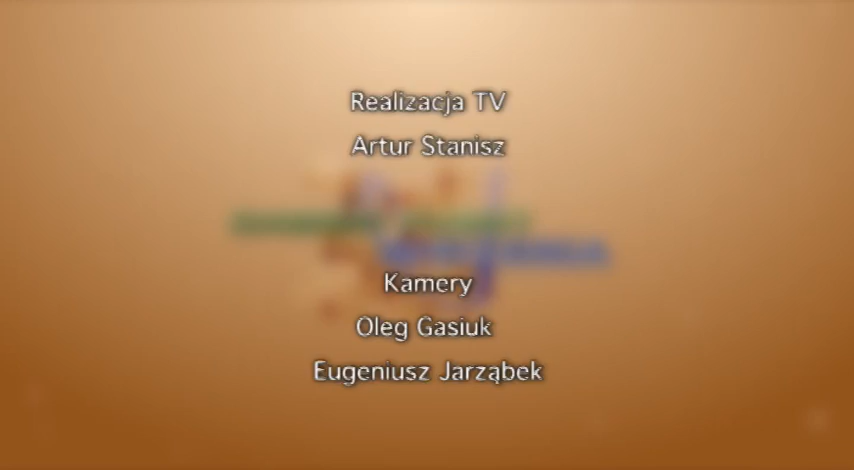 Realizacja TV
Artur Stanisz
Kamery
Oleg Gasiuk
Eugeniusz Jarząbek